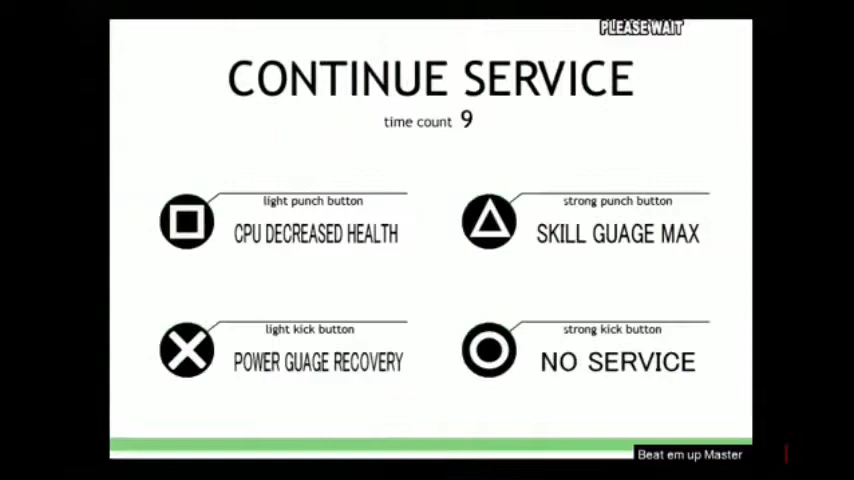 PLEASE WAIT
CONTINUE SERVICE
time count 9
light punch button
CPU DECREASED HEALTH
strong punch button
SKILL GUAGE MAX
light kick button
POWER GUAGE RECOVERY
strong kick button
NO SERVICE
Beat em up Master